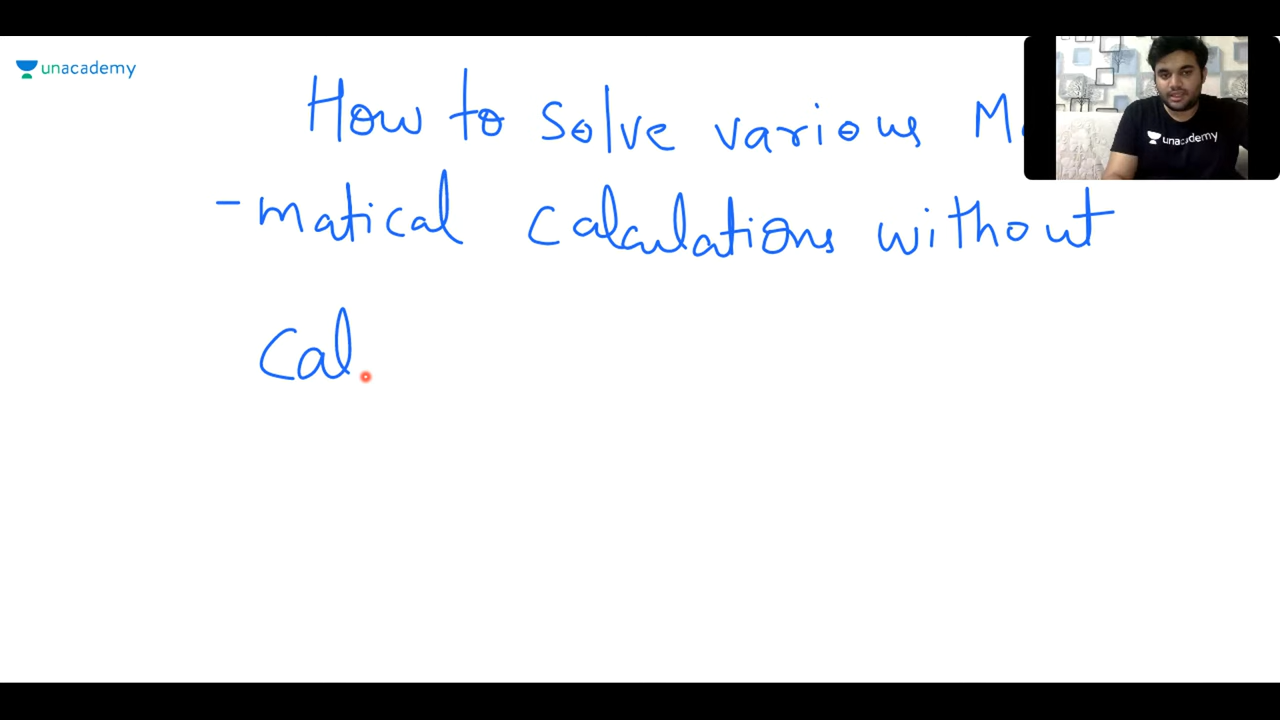 unacademy
How to solve various
-matical calculations without
Cal
unacademy